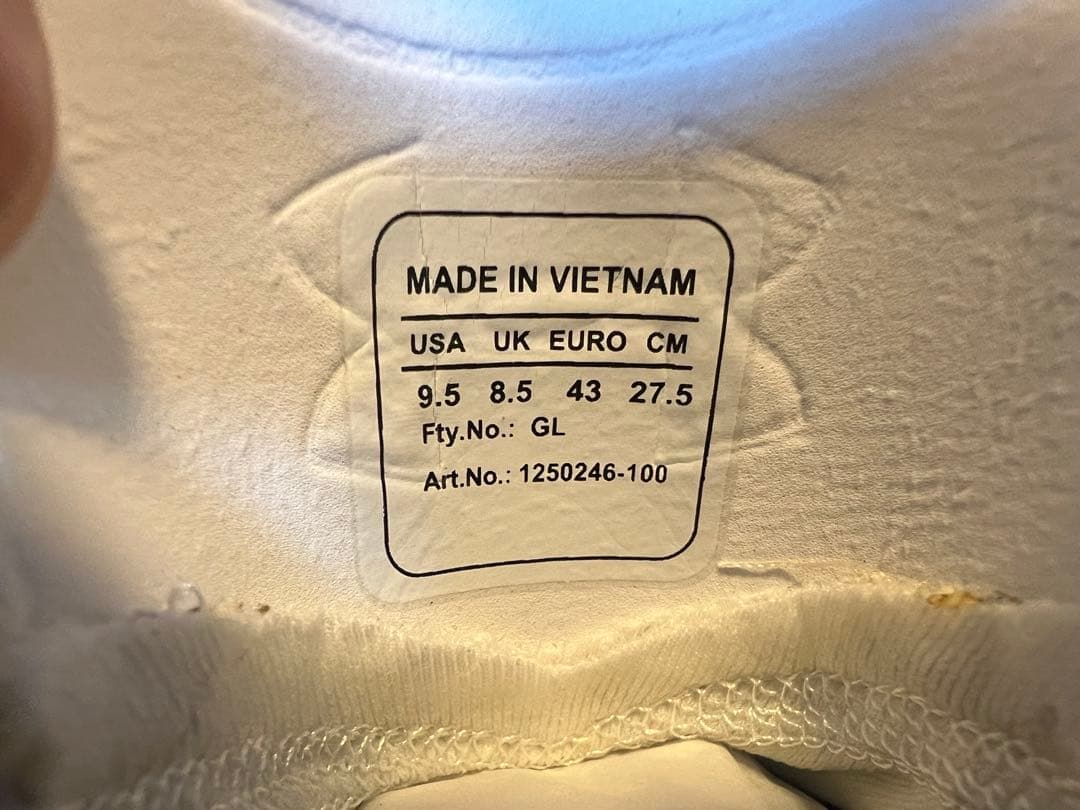 MADE IN VIETNAM
USA UK EURO CM
9.5 8.5 43 27.5
Fty.No.: GL
Art.No.: 1250246-100